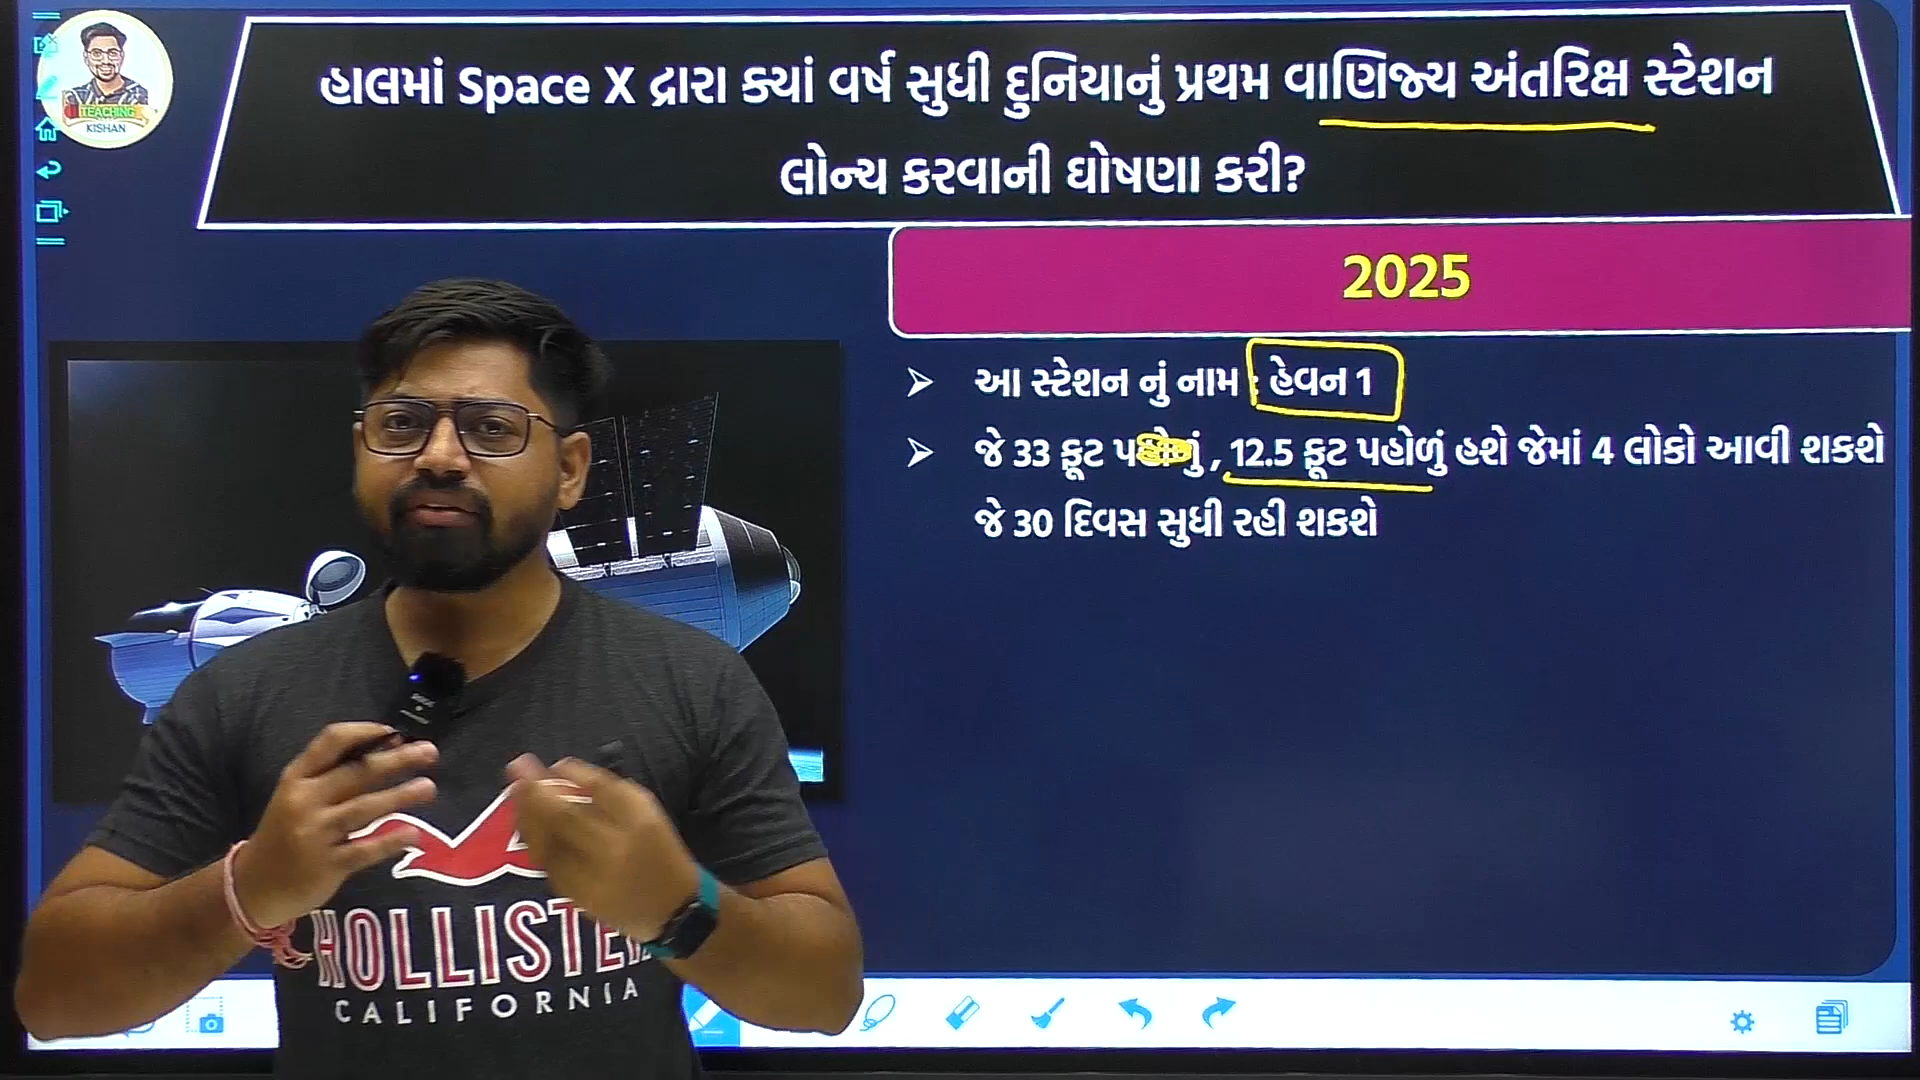 TEACHING
KISHAN
હાલમાં Space X દ્રારા ક્યાં વર્ષ સુધી દુનિયાનું પ્રથમ વાણિજ્ય અંતરિક્ષ સ્ટેશન
લોન્ચ કરવાની ઘોષણા કરી?
2025
➢ આ સ્ટેશન નું નામ : હેવન 1
➢ જે 33 ફૂટ પહોળું , 12.5 ફૂટ પહોળું હશે જેમાં 4 લોકો આવી શકશે
જે 30 દિવસ સુધી રહી શકશે
CALIFORNIA